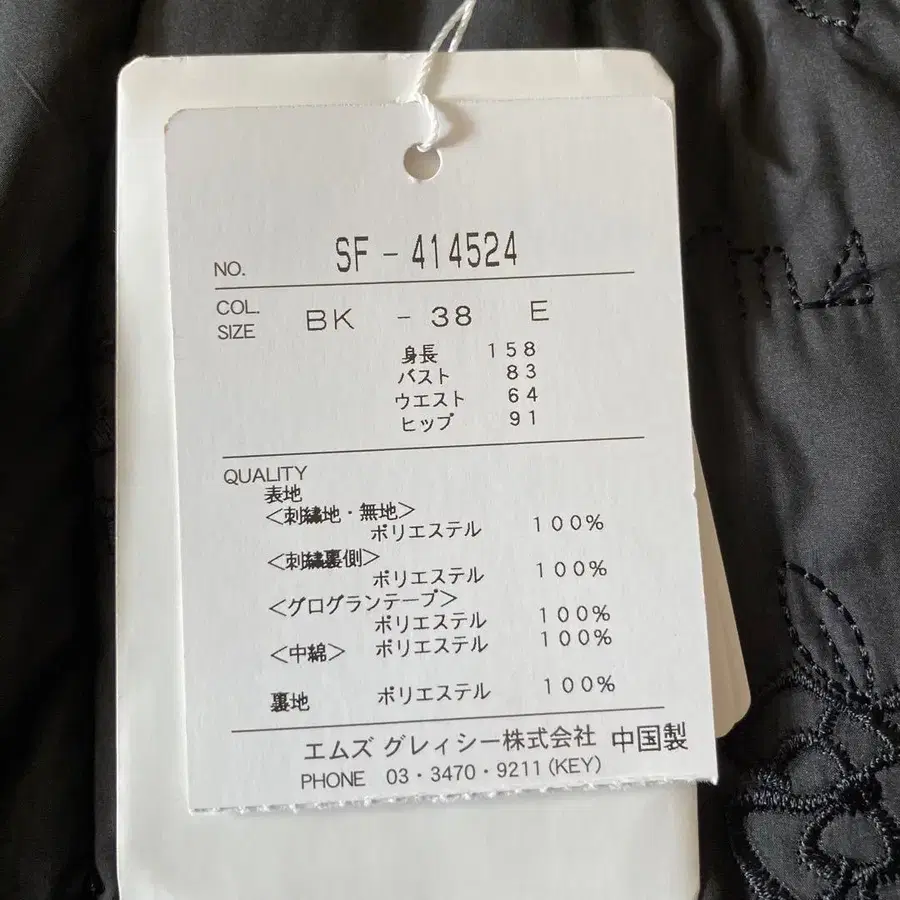 NO. SF－414524
COL.
SIZE BK －38 E
身長 158
バスト 83
ウエスト 64
ヒップ 91
QUALITY
表地
<刺繍地・無地>
ポリエステル 100%
<刺繍裏側>
ポリエステル 100%
<グログランテープ>
ポリエステル 100%
<中綿> ポリエステル 100%
裏地 ポリエステル 100%
エムズ グレィシー株式会社 中国製
PHONE 03・3470・9211(KEY)